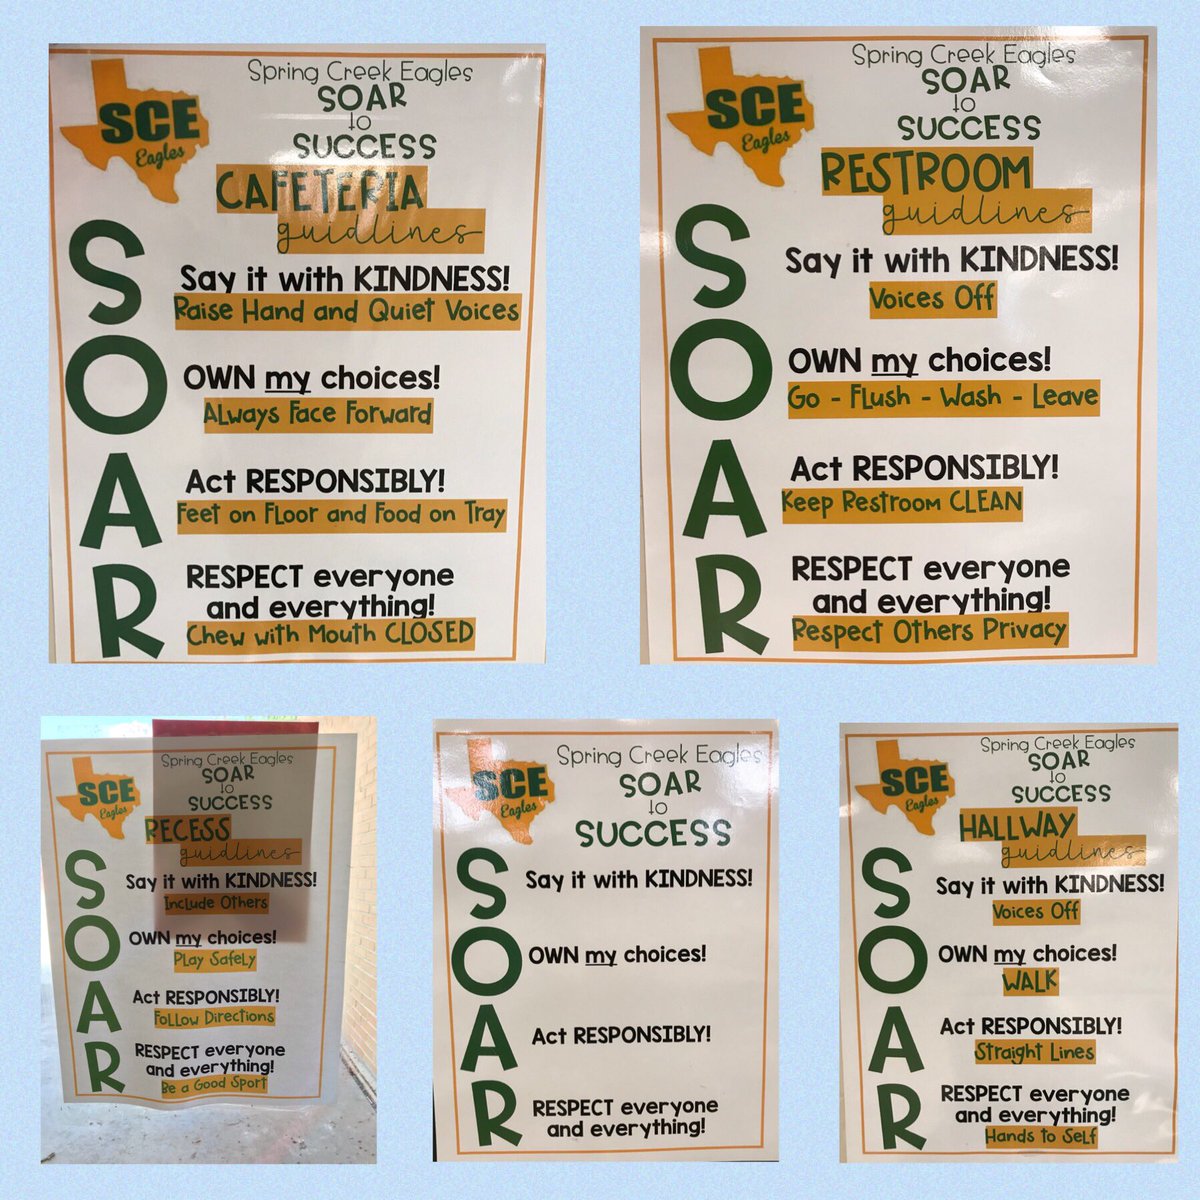 SCE
Eagles
Spring Creek Eagles
SOAR
to
SUCCESS
CAFETERIA
guidlines
S
Say it with KINDNESS!
Raise Hand and Quiet Voices
O
OWN my choices!
Always Face Forward
A
Act RESPONSIBLY!
Feet on Floor and Food on Tray
R
RESPECT everyone
and everything!
Chew with Mouth CLOSED
SCE
Eagles
Spring Creek Eagles
SOAR
to
SUCCESS
RESTROOM
guidlines
S
Say it with KINDNESS!
Voices Off
O
OWN my choices!
Go - Flush - Wash - Leave
A
Act RESPONSIBLY!
Keep Restroom CLEAN
R
RESPECT everyone
and everything!
Respect Others Privacy
SCE
Eagles
Spring Creek Eagles
SOAR
to
SUCCESS
RECESS
guidlines
S
Say it with KINDNESS!
Include Others
O
OWN my choices!
Play Safely
A
Act RESPONSIBLY!
Follow Directions
R
RESPECT everyone
and everything!
Be a Good Sport
SCE
Eagles
Spring Creek Eagles
SOAR
to
SUCCESS
S
Say it with KINDNESS!
O
OWN my choices!
A
Act RESPONSIBLY!
R
RESPECT everyone
and everything!
SCE
Eagles
Spring Creek Eagles
SOAR
to
SUCCESS
HALLWAY
guidlines
S
Say it with KINDNESS!
Voices Off
O
OWN my choices!
WALK
A
Act RESPONSIBLY!
Straight Lines
R
RESPECT everyone
and everything!
Hands to Self